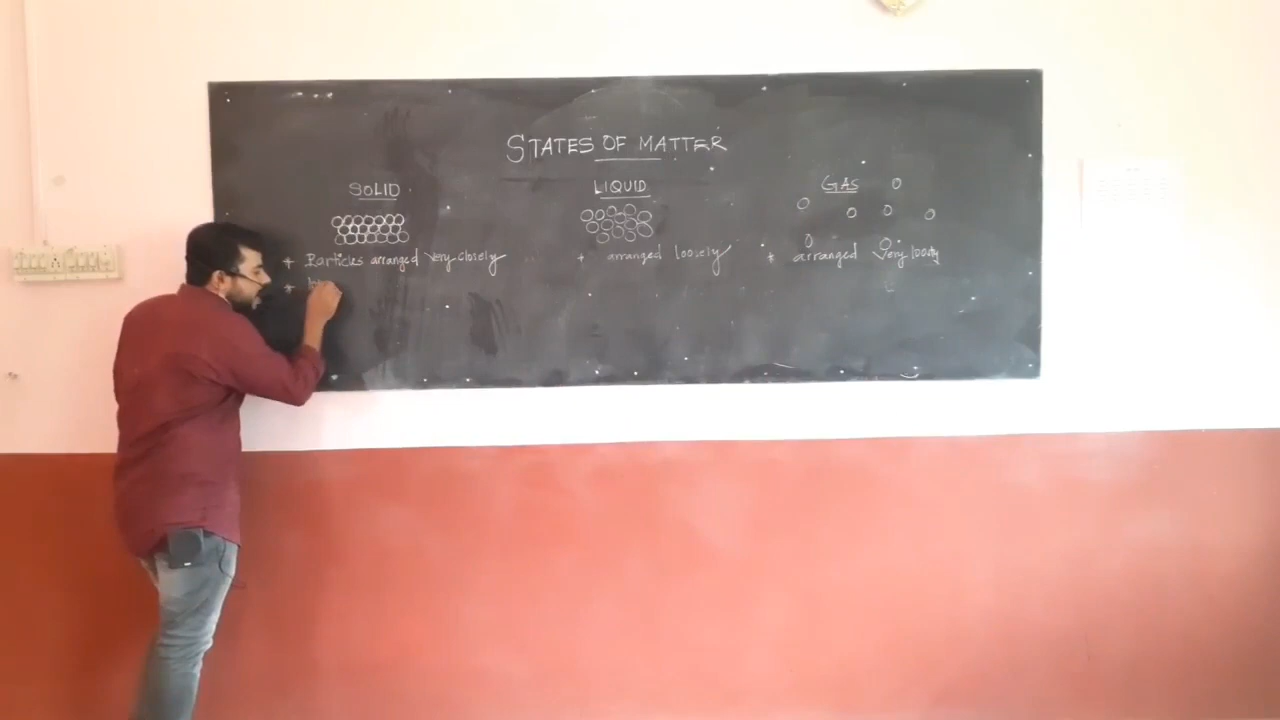 STATES OF MATTER
SOLID
LIQUID
GAS
+ Particles arranged very closely
+ arranged loosely
* arranged very loosely
*